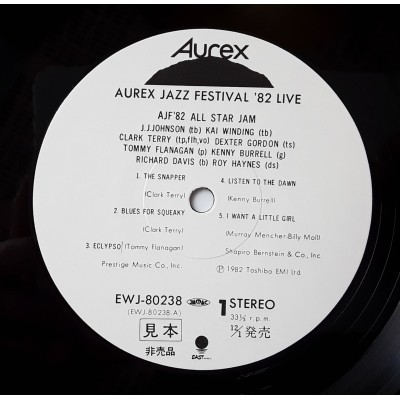 Aurex
AUREX JAZZ FESTIVAL '82 LIVE
AJF'82 ALL STAR JAM
J.J.JOHNSON (tb) KAI WINDING (tb)
CLARK TERRY (tp,flh,vo) DEXTER GORDON (ts)
TOMMY FLANAGAN (p) KENNY BURRELL (g)
RICHARD DAVIS (b) ROY HAYNES (ds)
1. THE SNAPPER
(Clark Terry)
2. BLUES FOR SQUEAKY
(Clark Terry)
3. ECLYPSO (Tommy Flanagan)
Prestige Music Co., Inc.
4. LISTEN TO THE DAWN
(Kenny Burrell)
5. I WANT A LITTLE GIRL
(Murray Mencher-Billy Moll)
Shapiro Bernstein & Co. Inc.
℗ 1982 Toshiba EMI Ltd.
EWJ-80238
(EWJ-80238-A)
見本
非売品
EAST
1 STEREO
33⅓ r.p.m.
12/1発売